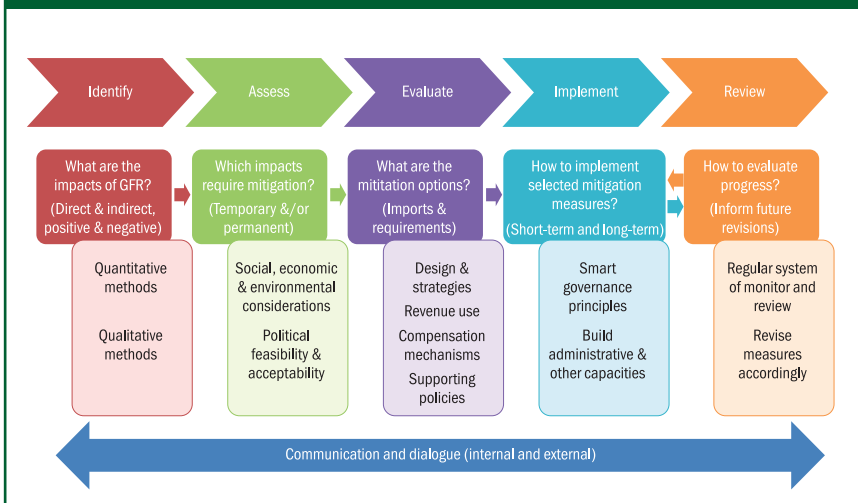 Identify
Assess
Evaluate
Implement
Review
What are the
impacts of GFR?
(Direct & indirect,
positive & negative)
Which impacts
require mitigation?
(Temporary &/or
permanent)
What are the
mititation options?
(Imports &
requirements)
How to implement
selected mitigation
measures?
(Short-term and long-term)
How to evaluate
progress?
(Inform future
revisions)
Quantitative
methods
Qualitative
methods
Social, economic
& environmental
considerations
Political
feasibility &
acceptability
Design &
strategies
Revenue use
Compensation
mechanisms
Supporting
policies
Smart
governance
principles
Build
administrative &
other capacities
Regular system
of monitor and
review
Revise
measures
accordingly
Communication and dialogue (internal and external)